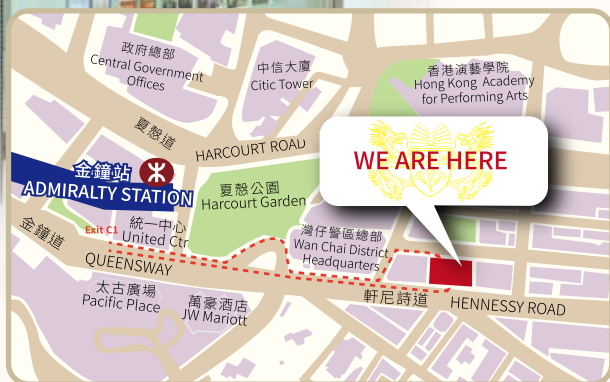 政府總部
Central Government
Offices
中信大廈
Citic Tower
香港演藝學院
Hong Kong Academy
for Performing Arts
夏慤道
HARCOURT ROAD
WE ARE HERE
金鐘站
ADMIRALTY STATION
夏慤公園
Harcourt Garden
金鐘道
Exit C1
統一中心
United Ctr
灣仔警區總部
Wan Chai District
Headquarters
QUEENSWAY
太古廣場
Pacific Place
萬豪酒店
JW Mariott
軒尼詩道
HENNESSY ROAD